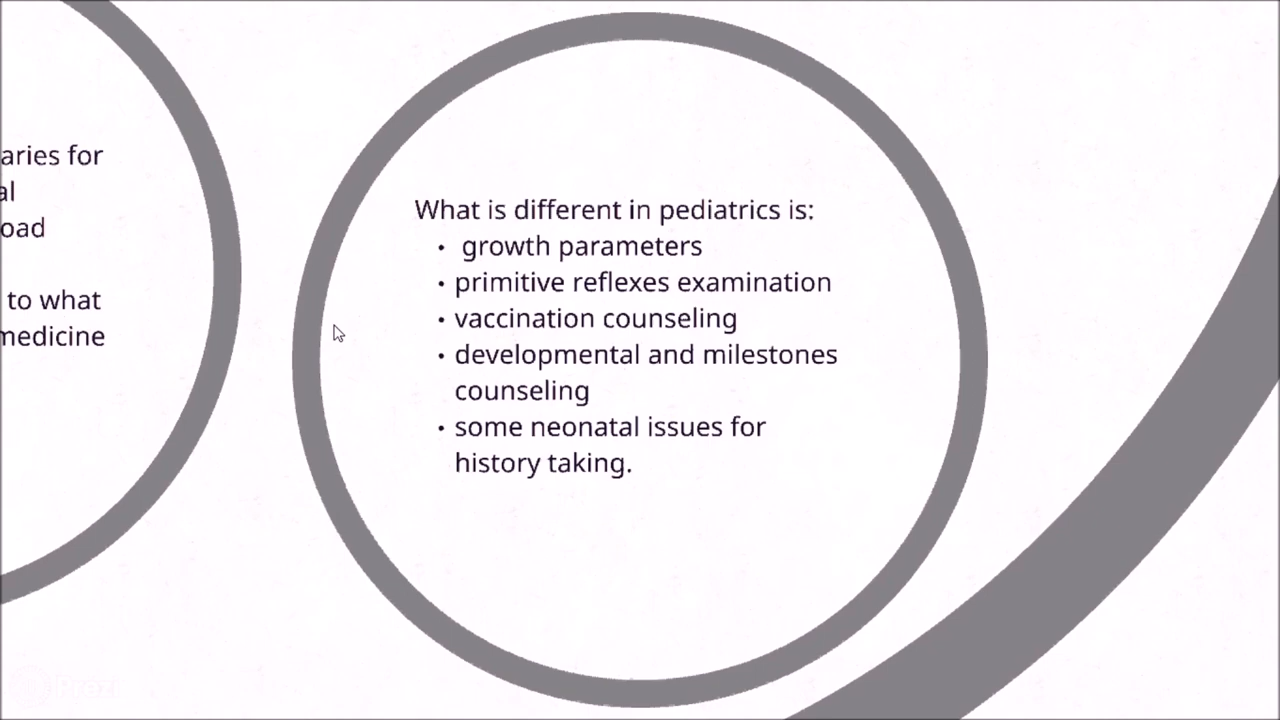 aries for
al
oad
to what
medicine
What is different in pediatrics is:
• growth parameters
• primitive reflexes examination
• vaccination counseling
• developmental and milestones
counseling
• some neonatal issues for
history taking.
Prezi